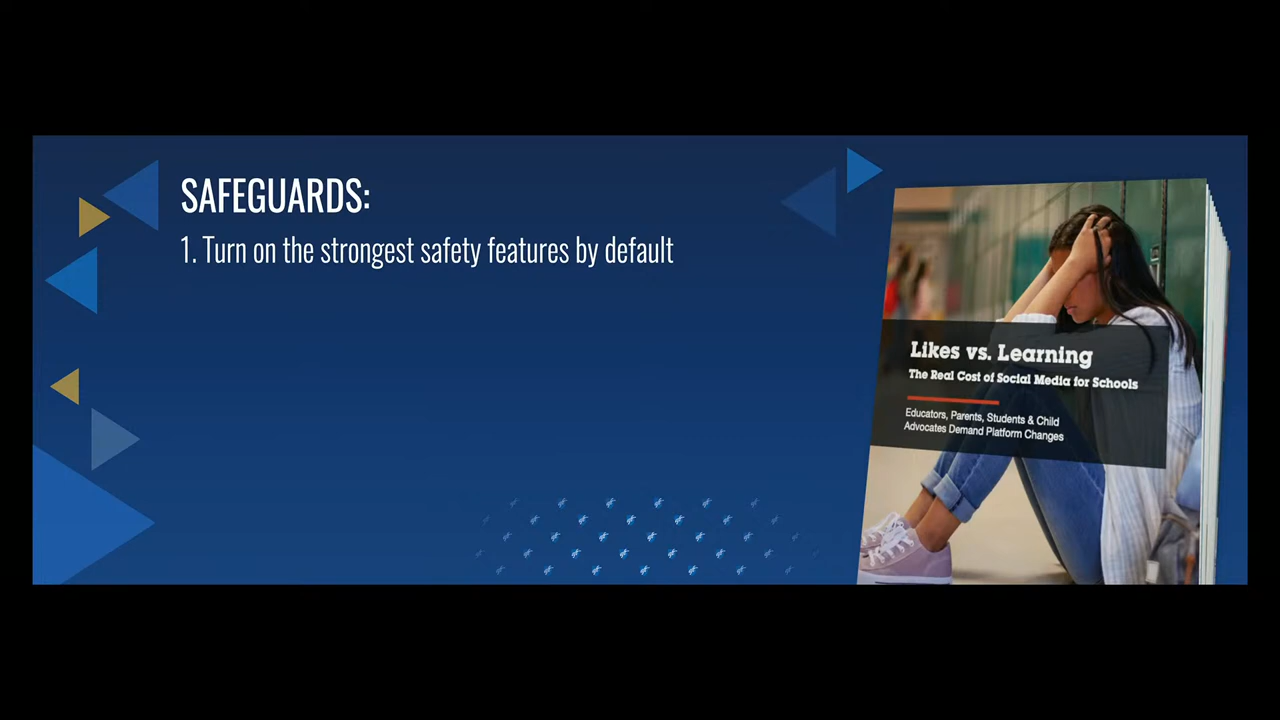 SAFEGUARDS:
1. Turn on the strongest safety features by default
Likes vs. Learning
The Real Cost of Social Media for Schools
Educators, Parents, Students & Child
Advocates Demand Platform Changes